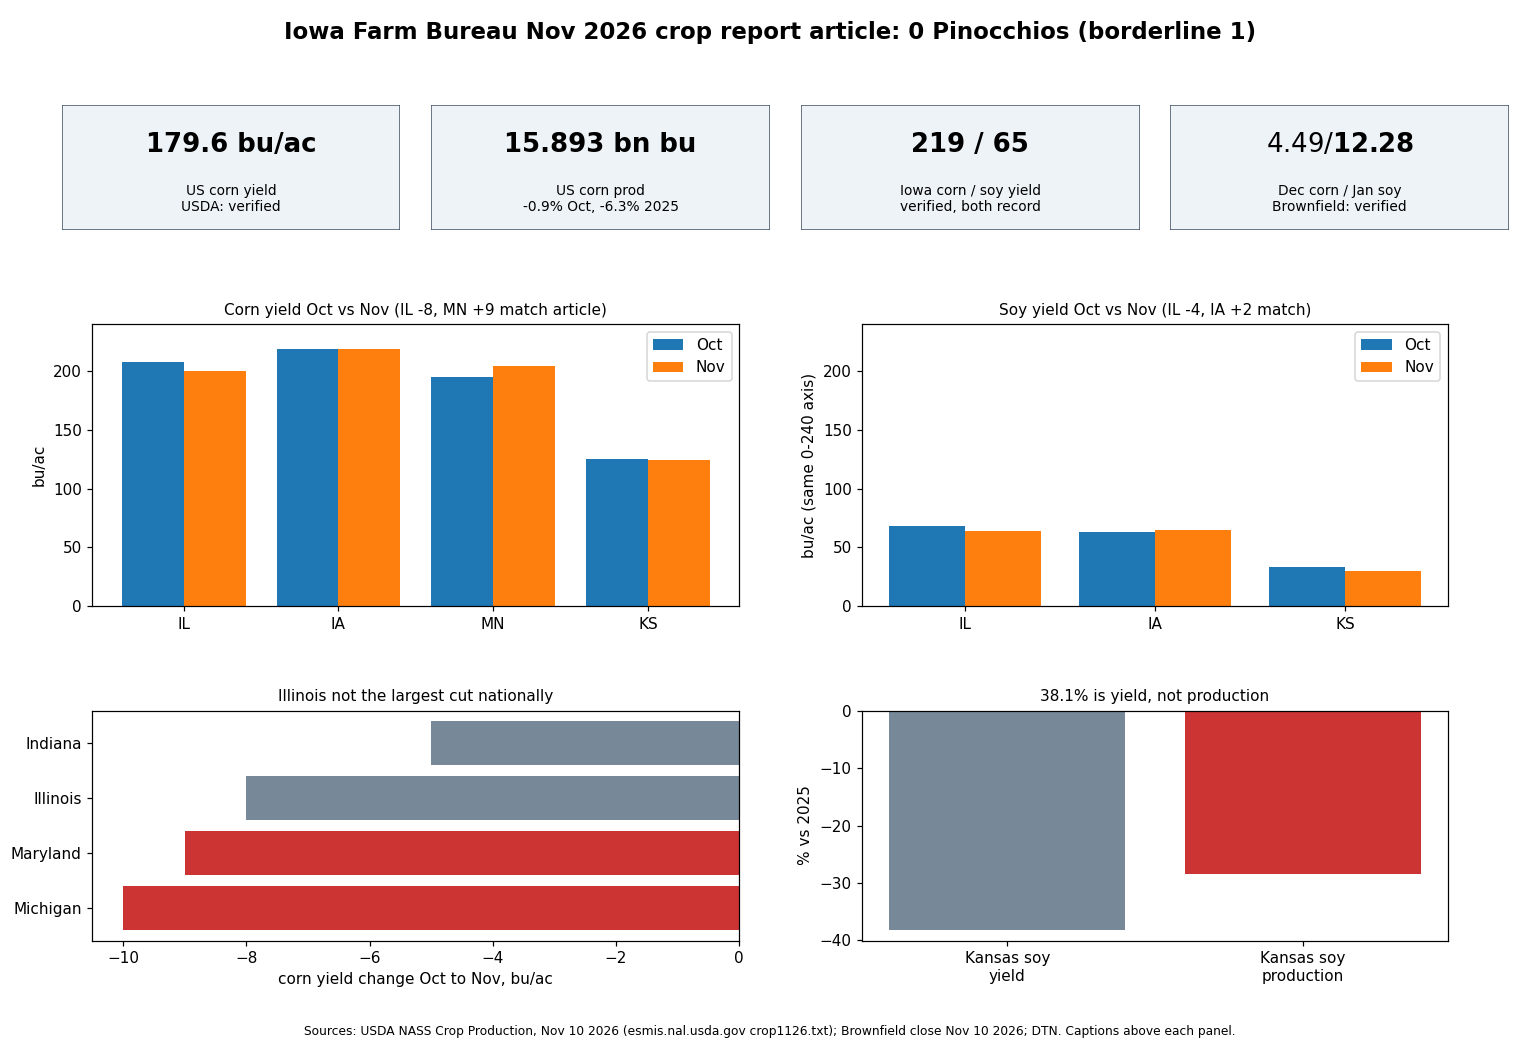 Iowa Farm Bureau Nov 2026 crop report article: 0 Pinocchios (borderline 1)
179.6 bu/ac
US corn yield
USDA: verified
15.893 bn bu
US corn prod
-0.9% Oct, -6.3% 2025
219 / 65
Iowa corn / soy yield
verified, both record
4.49/12.28
Dec corn / Jan soy
Brownfield: verified
Corn yield Oct vs Nov (IL -8, MN +9 match article)
bu/ac
200
150
100
50
0
Oct
Nov
IL
IA
MN
KS
Soy yield Oct vs Nov (IL -4, IA +2 match)
bu/ac (same 0-240 axis)
200
150
100
50
0
Oct
Nov
IL
IA
KS
Illinois not the largest cut nationally
Indiana
Illinois
Maryland
Michigan
−10
−8
−6
−4
−2
0
corn yield change Oct to Nov, bu/ac
38.1% is yield, not production
% vs 2025
0
−10
−20
−30
−40
Kansas soy
yield
Kansas soy
production
Sources: USDA NASS Crop Production, Nov 10 2026 (esmis.nal.usda.gov crop1126.txt); Brownfield close Nov 10 2026; DTN. Captions above each panel.